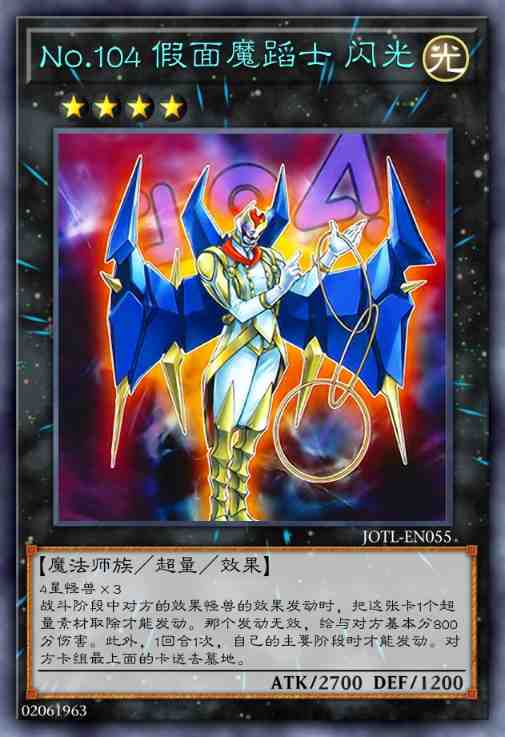 No.104 假面魔蹈士 闪光
光
104
JOTL-EN055
【魔法师族／超量／效果】
4星怪兽×3
战斗阶段中对方的效果怪兽的效果发动时，把这张卡1个超
量素材取除才能发动。那个发动无效，给与对方基本分800
分伤害。此外，1回合1次，自己的主要阶段时才能发动。对
方卡组最上面的卡送去墓地。
ATK/2700 DEF/1200
02061963